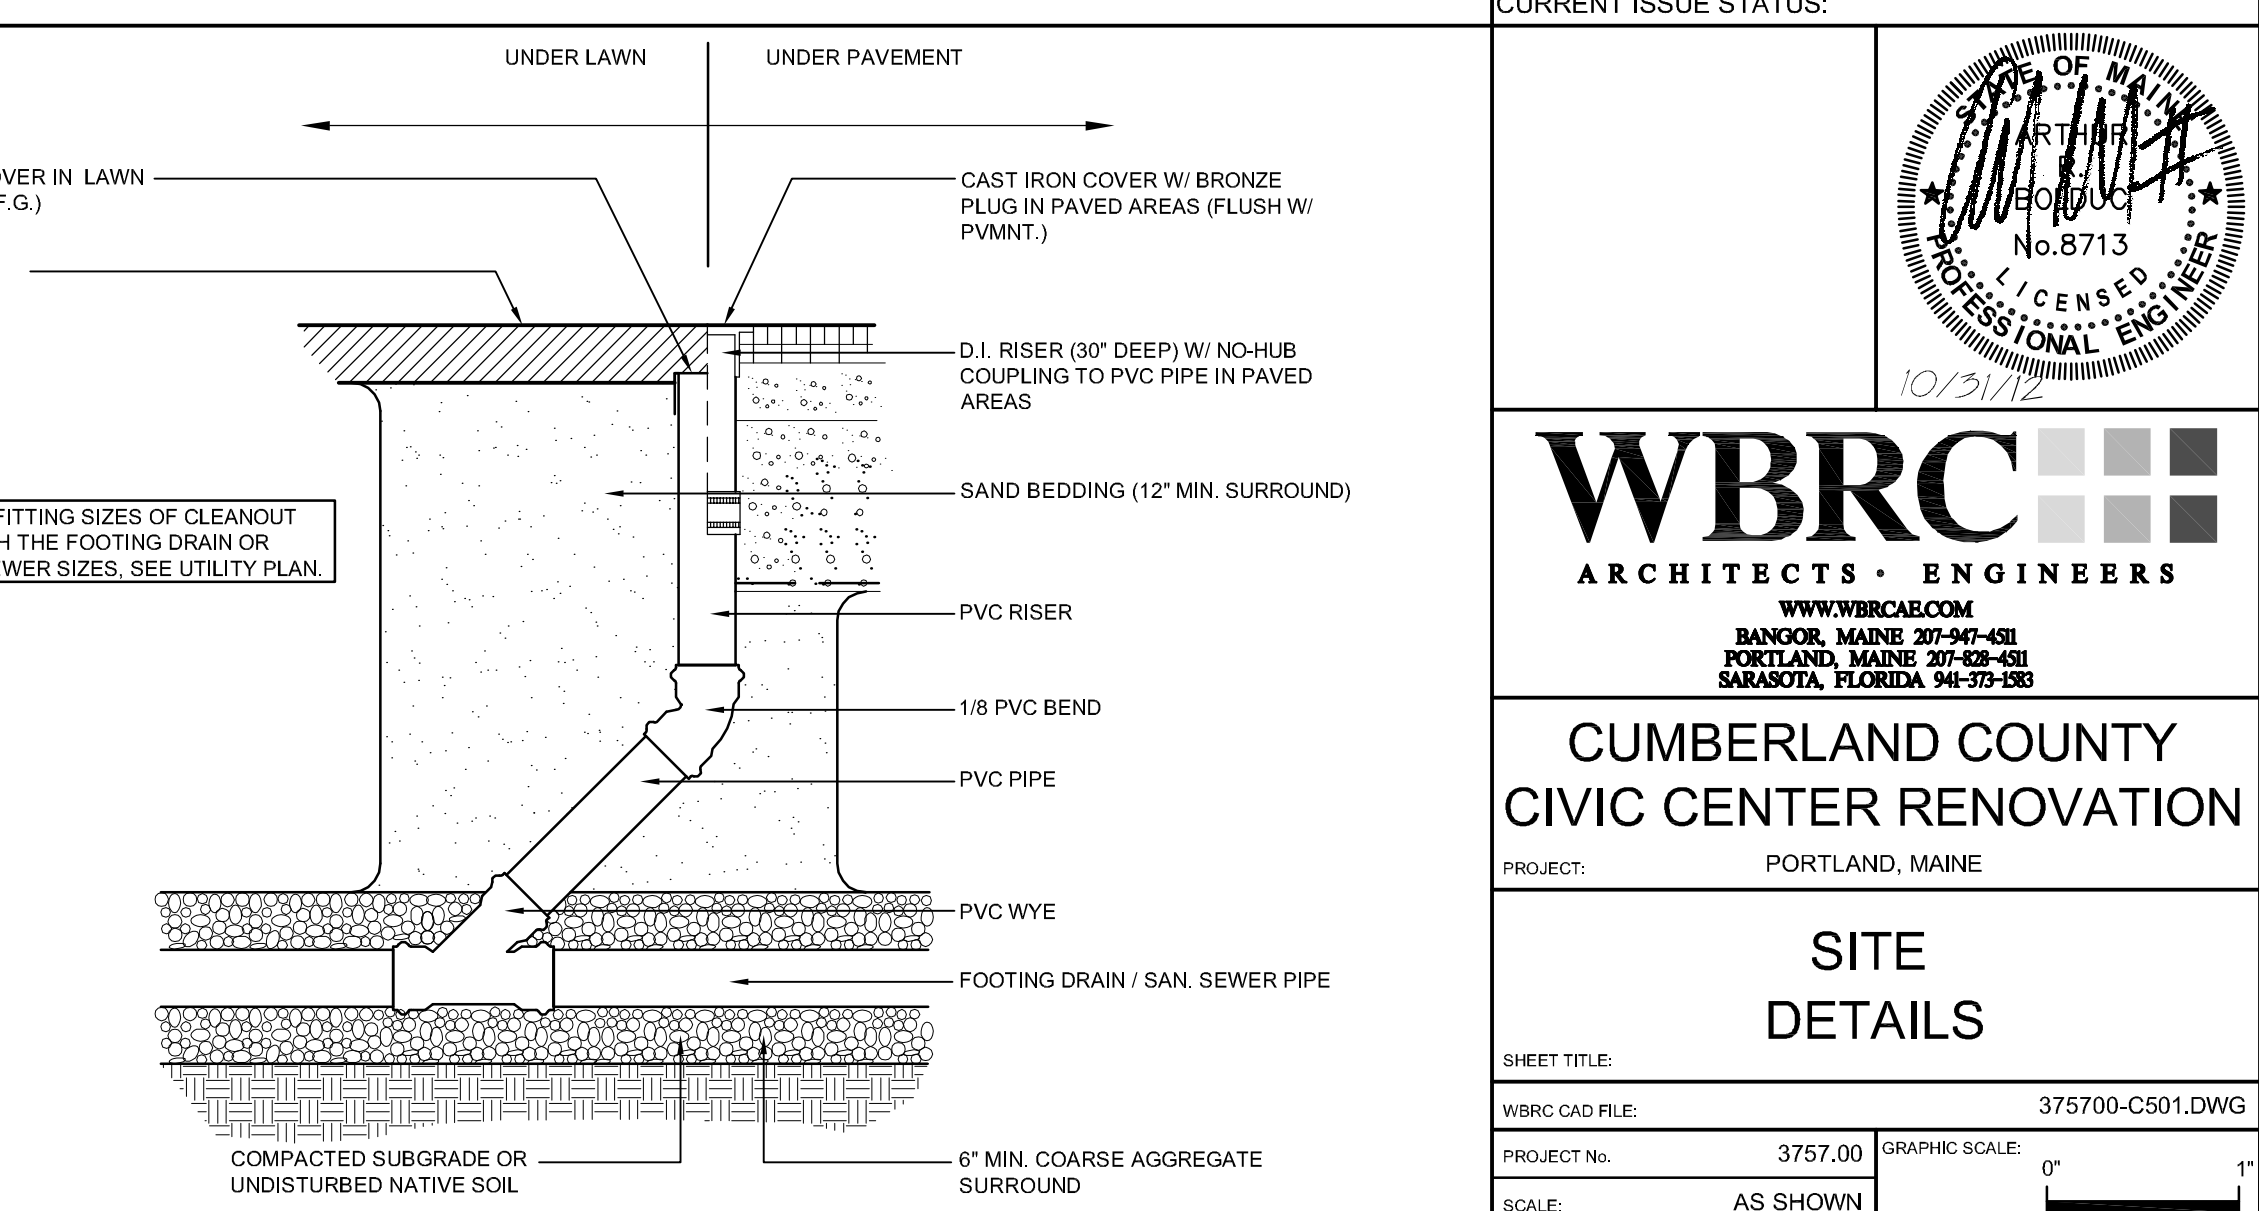 CURRENT ISSUE STATUS:
UNDER LAWN
UNDER PAVEMENT
IN LAWN
F.G.)
CAST IRON COVER W/ BRONZE
PLUG IN PAVED AREAS (FLUSH W/
PVMNT.)
D.I. RISER (30" DEEP) W/ NO-HUB
COUPLING TO PVC PIPE IN PAVED
AREAS
SAND BEDDING (12" MIN. SURROUND)
FITTING SIZES OF CLEANOUT
THE FOOTING DRAIN OR
SIZES, SEE UTILITY PLAN.
PVC RISER
1/8 PVC BEND
PVC PIPE
PVC WYE
FOOTING DRAIN / SAN. SEWER PIPE
COMPACTED SUBGRADE OR
UNDISTURBED NATIVE SOIL
6" MIN. COARSE AGGREGATE
SURROUND
STATE OF MAINE
ARTHUR
R.
BOLDUC
No.8713
LICENSED
PROFESSIONAL ENGINEER
10/31/12
WBRC
ARCHITECTS · ENGINEERS
WWW.WBRCAE.COM
BANGOR, MAINE 207-947-4511
PORTLAND, MAINE 207-828-4511
SARASOTA, FLORIDA 941-373-1583
CUMBERLAND COUNTY
CIVIC CENTER RENOVATION
PROJECT: PORTLAND, MAINE
SITE
DETAILS
SHEET TITLE:
WBRC CAD FILE: 375700-C501.DWG
PROJECT No. 3757.00
GRAPHIC SCALE:
0" 1"
SCALE: AS SHOWN